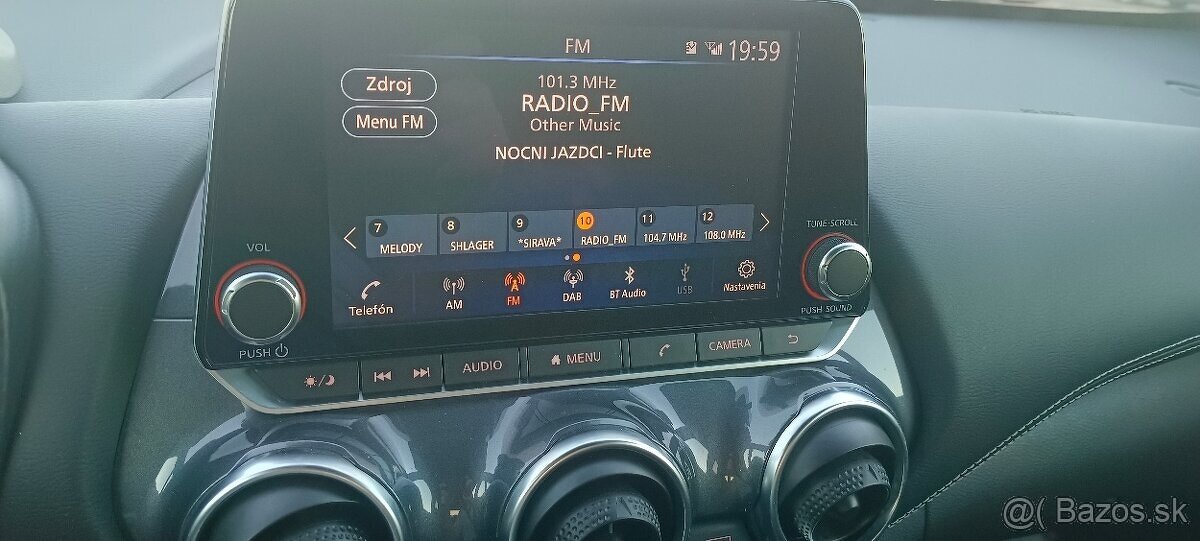 FM
19:59
Zdroj
101.3 MHz
RADIO_FM
Menu FM
Other Music
NOCNI JAZDCI - Flute
7 MELODY
8 SHLAGER
9 *SIRAVA*
10 RADIO_FM
11 104.7 MHz
12 108.0 MHz
Telefón
AM
FM
DAB
BT Audio
USB
Nastavenia
VOL
PUSH
TUNE·SCROLL
PUSH SOUND
AUDIO
MENU
CAMERA
Bazos.sk